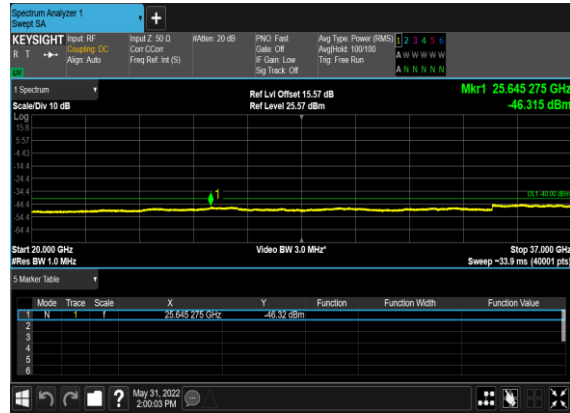 Spectrum Analyzer 1
Swept SA
+
KEYSIGHT Input: RF Input Z: 50 Ω #Atten: 20 dB PNO: Fast Avg Type: Power (RMS) 1 2 3 4 5 6
R T Coupling: DC Corr CCorr Gate: Off Avg|Hold: 100/100 A W W W W W
Align: Auto Freq Ref: Int (S) IF Gain: Low Trig: Free Run
LXI Sig Track: Off A N N N N N
1 Spectrum Ref Lvl Offset 15.57 dB Mkr1 25.645 275 GHz
Scale/Div 10 dB Ref Level 25.57 dBm -46.315 dBm
Log
15.6
5.57
-4.43
-14.4
-24.4
-34.4 1 DL1 -40.00 dBm
-44.4
-54.4
-64.4
Start 20.000 GHz Video BW 3.0 MHz* Stop 37.000 GHz
#Res BW 1.0 MHz Sweep ~33.9 ms (40001 pts)
5 Marker Table
Mode Trace Scale X Y Function Function Width Function Value
1 N 1 f 25.645 275 GHz -46.32 dBm
2
3
4
5
6
? May 31, 2022
2:00:03 PM